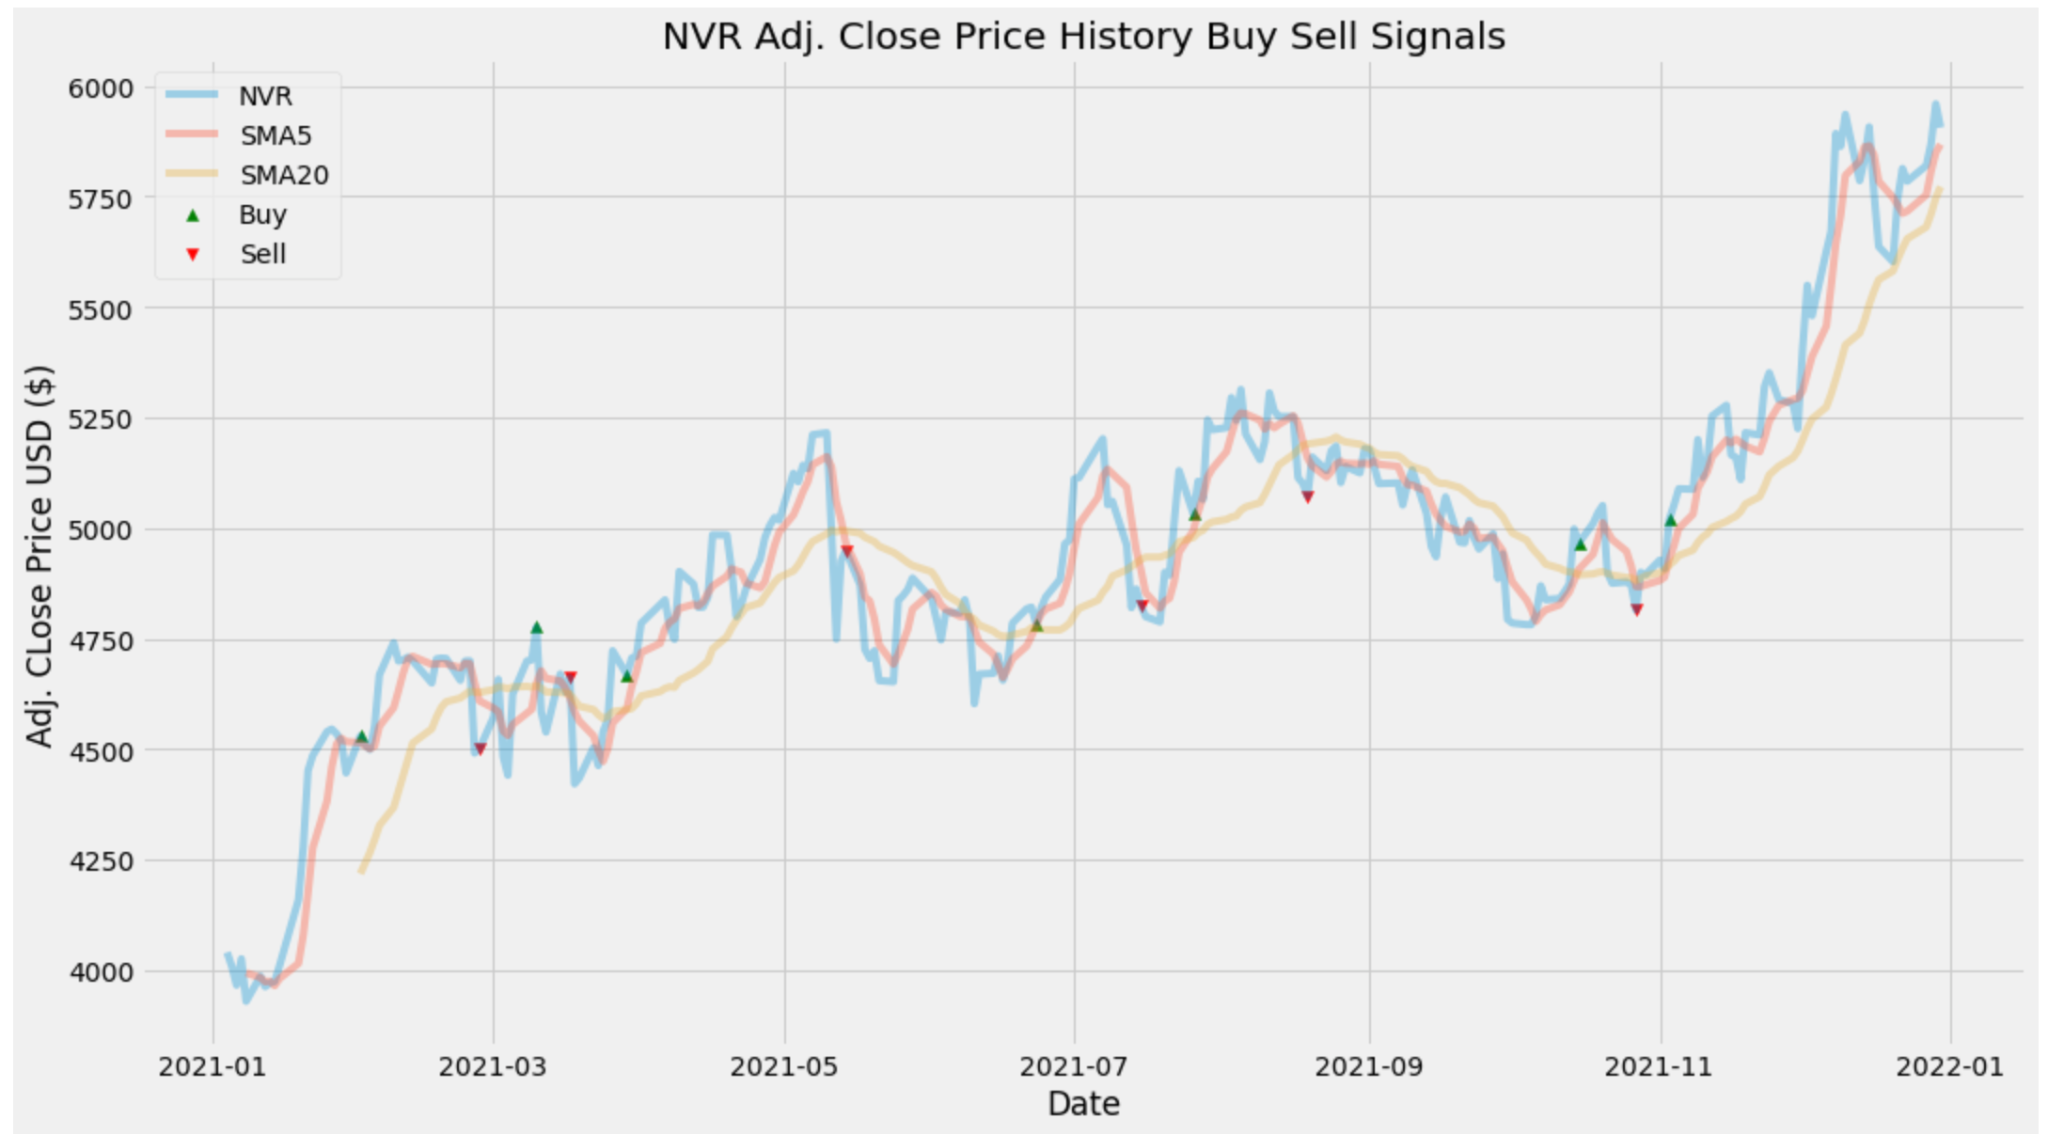 NVR Adj. Close Price History Buy Sell Signals
NVR
SMA5
SMA20
Buy
Sell
Adj. CLose Price USD ($)
6000
5750
5500
5250
5000
4750
4500
4250
4000
2021-01
2021-03
2021-05
2021-07
2021-09
2021-11
2022-01
Date